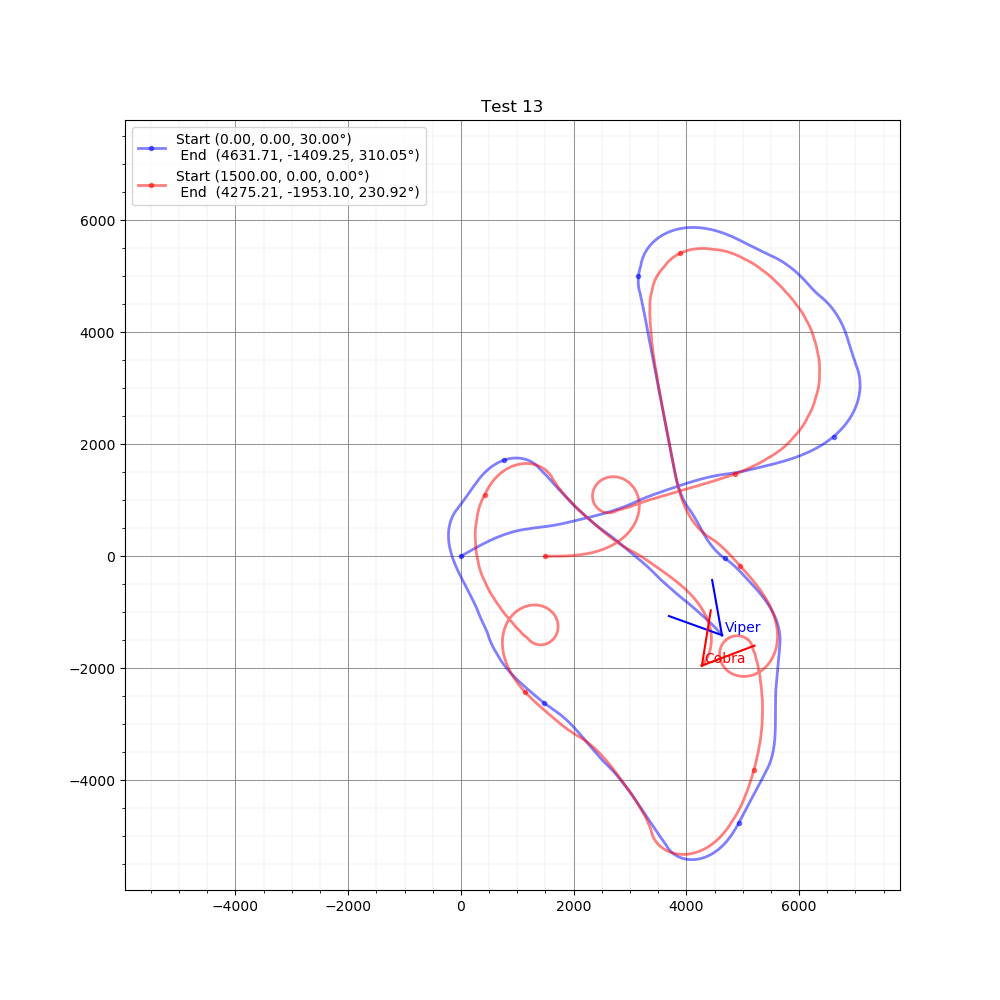 Test 13
Start (0.00, 0.00, 30.00°)
End (4631.71, -1409.25, 310.05°)
Start (1500.00, 0.00, 0.00°)
End (4275.21, -1953.10, 230.92°)
6000
4000
2000
0
−2000
−4000
Viper
Cobra
−4000
−2000
0
2000
4000
6000